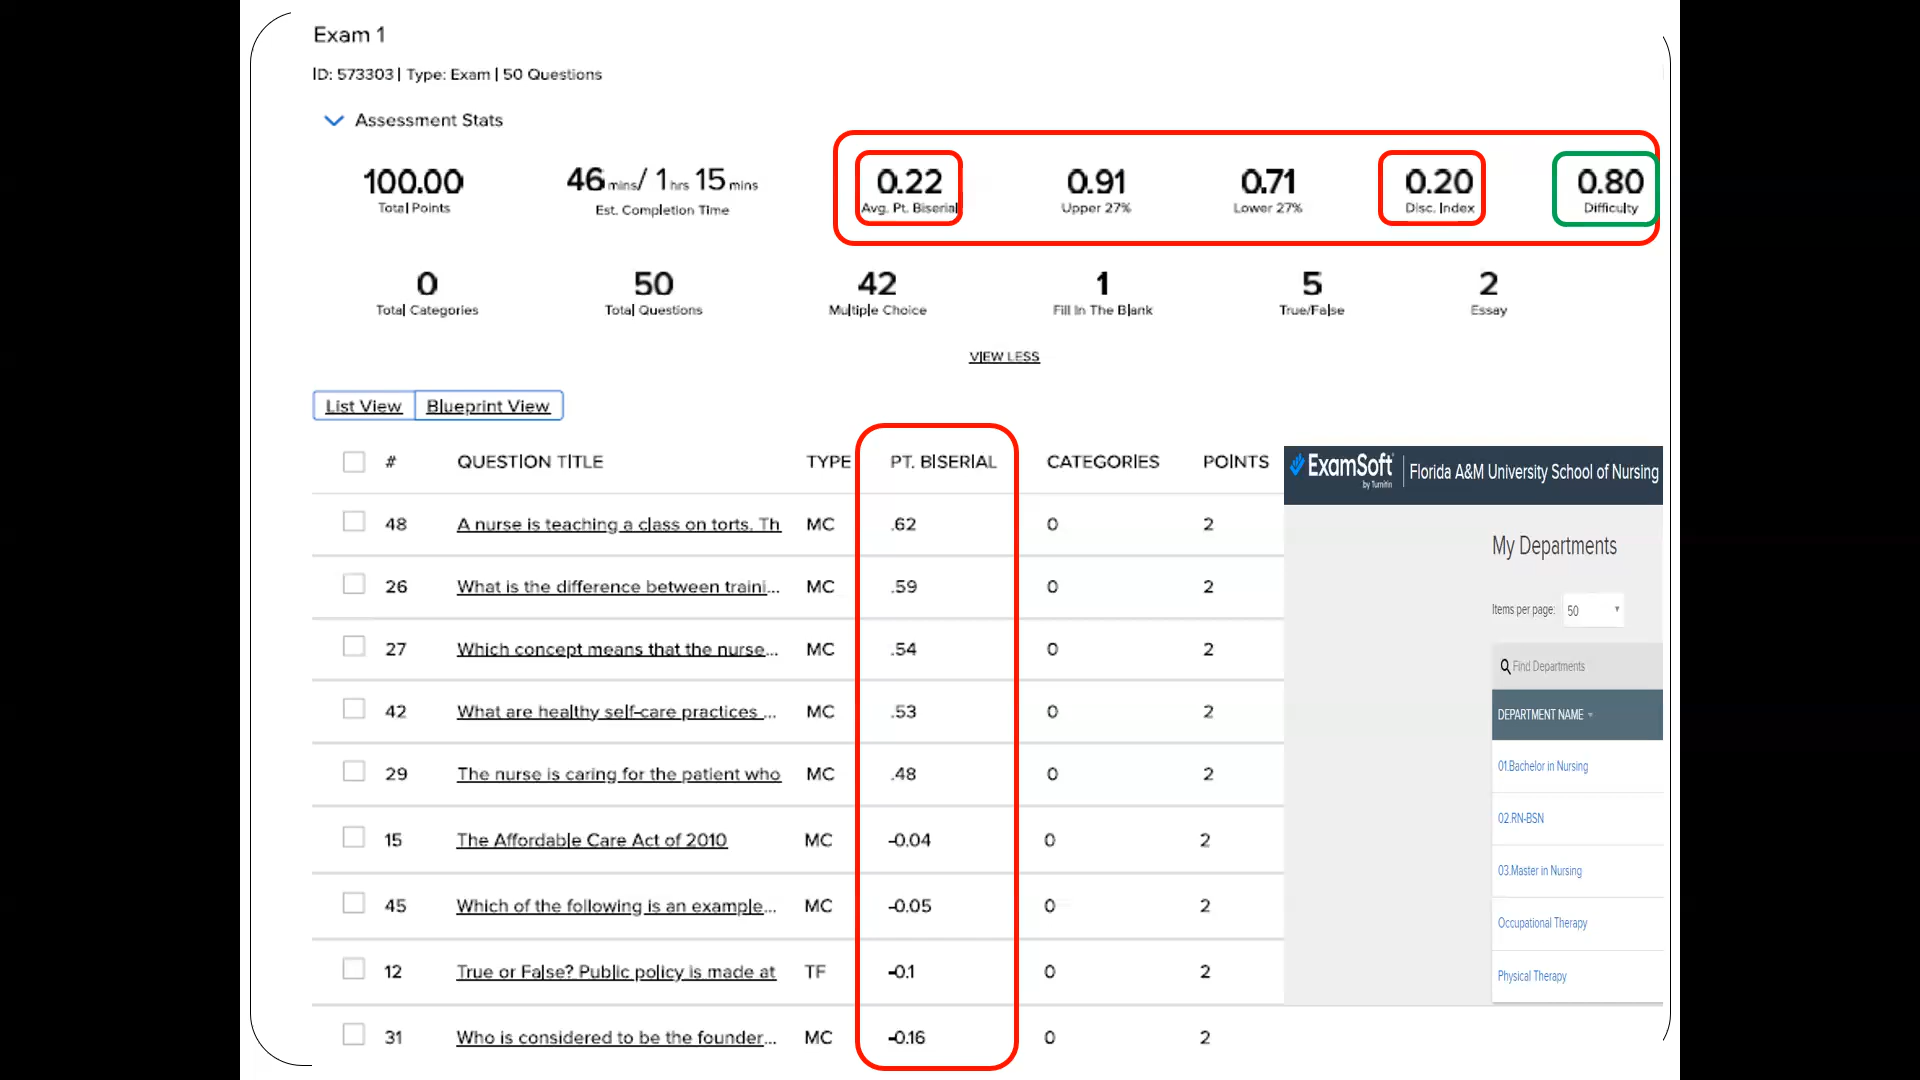 Exam 1
ID: 573303 | Type: Exam | 50 Questions
Assessment Stats
100.00
Total Points
46 mins/ 1 hrs 15 mins
Est. Completion Time
0.22
Avg. Pt. Biserial
0.91
Upper 27%
0.71
Lower 27%
0.20
Disc. Index
0.80
Difficulty
0
Total Categories
50
Total Questions
42
Multiple Choice
1
Fill In The Blank
5
True/False
2
Essay
VIEW LESS
List View Blueprint View
# QUESTION TITLE TYPE PT. BISERIAL CATEGORIES POINTS
48 A nurse is teaching a class on torts. Th MC .62 0 2
26 What is the difference between traini... MC .59 0 2
27 Which concept means that the nurse... MC .54 0 2
42 What are healthy self-care practices ... MC .53 0 2
29 The nurse is caring for the patient who MC .48 0 2
15 The Affordable Care Act of 2010 MC -0.04 0 2
45 Which of the following is an example... MC -0.05 0 2
12 True or False? Public policy is made at TF -0.1 0 2
31 Who is considered to be the founder... MC -0.16 0 2
ExamSoft
by Turnitin
Florida A&M University School of Nursing
My Departments
Items per page: 50
Find Departments
DEPARTMENT NAME
01.Bachelor in Nursing
02.RN-BSN
03.Master in Nursing
Occupational Therapy
Physical Therapy